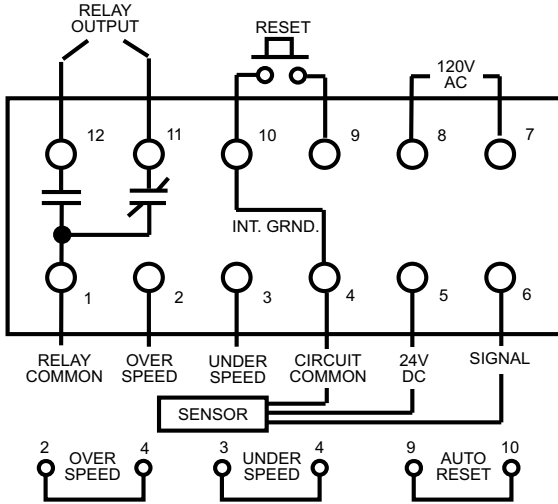 RELAY
OUTPUT
RESET
120V
AC
12
11
10
9
8
7
INT. GRND.
1
2
3
4
5
6
RELAY
COMMON
OVER
SPEED
UNDER
SPEED
CIRCUIT
COMMON
24V
DC
SIGNAL
SENSOR
2
OVER
SPEED
4
3
UNDER
SPEED
4
9
AUTO
RESET
10